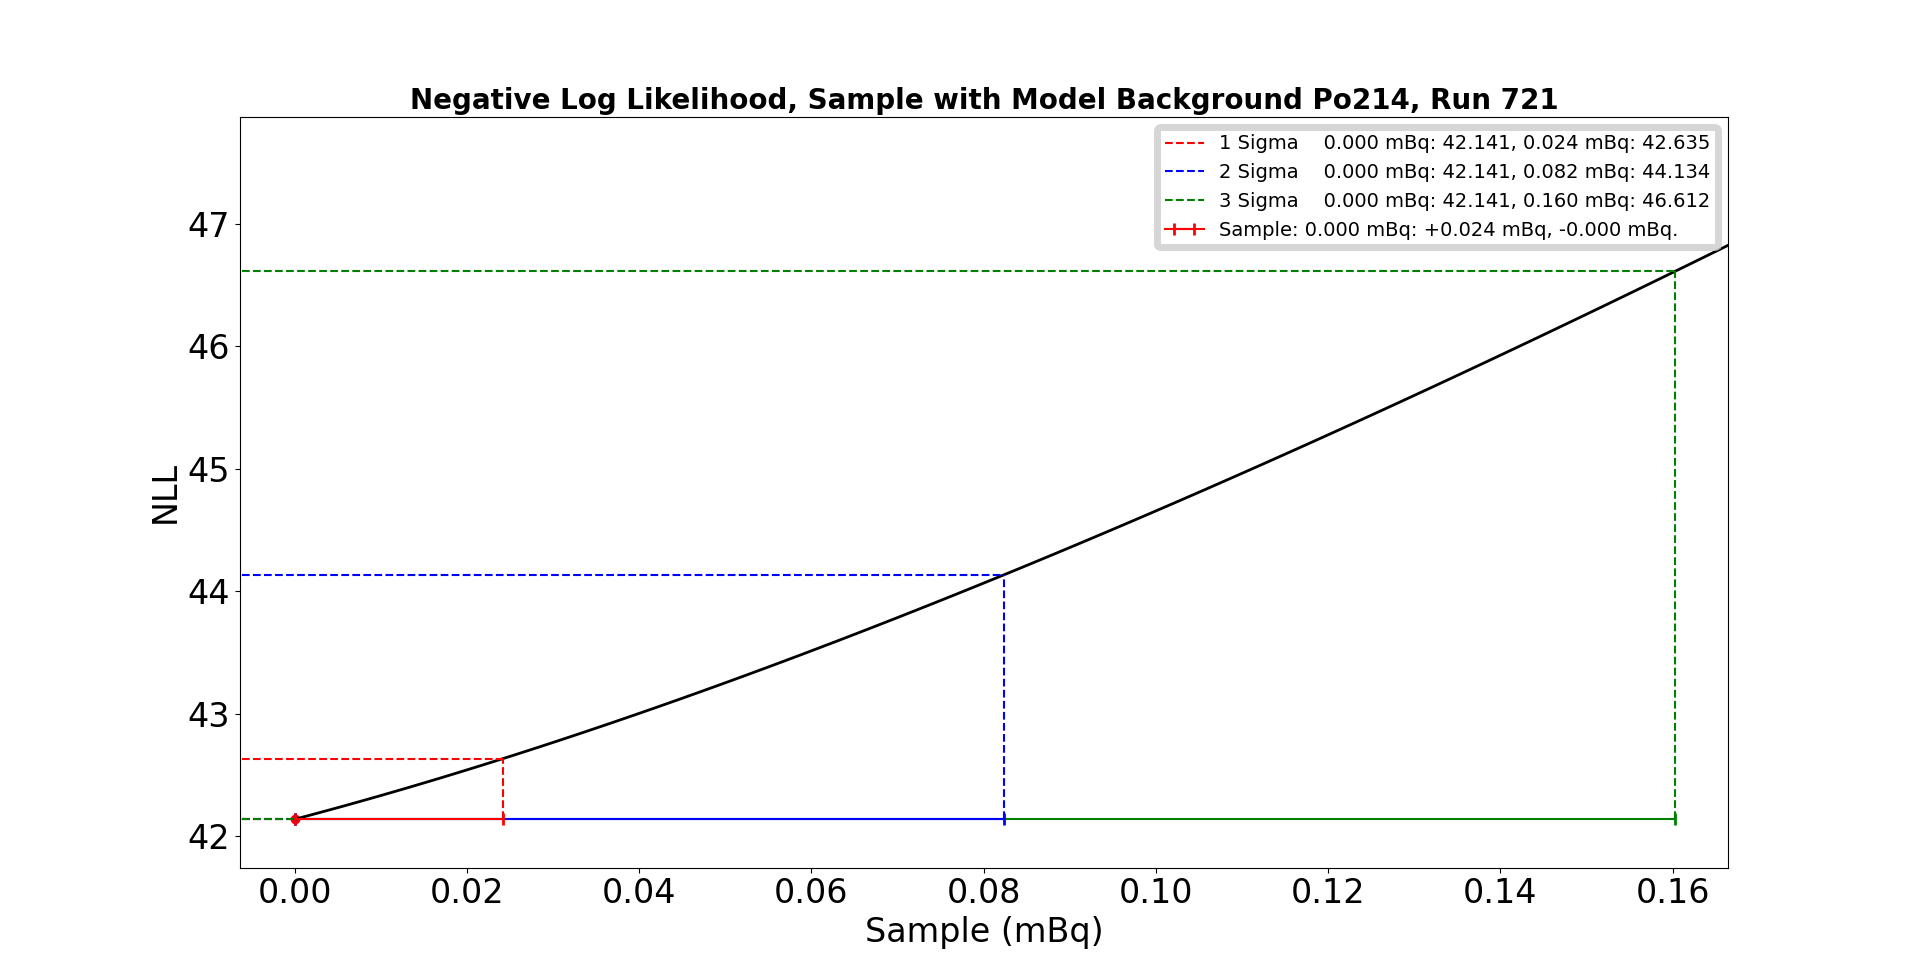 Negative Log Likelihood, Sample with Model Background Po214, Run 721
1 Sigma    0.000 mBq: 42.141, 0.024 mBq: 42.635
2 Sigma    0.000 mBq: 42.141, 0.082 mBq: 44.134
3 Sigma    0.000 mBq: 42.141, 0.160 mBq: 46.612
Sample: 0.000 mBq: +0.024 mBq, -0.000 mBq.
47
46
45
44
43
42
NLL
0.00 0.02 0.04 0.06 0.08 0.10 0.12 0.14 0.16
Sample (mBq)